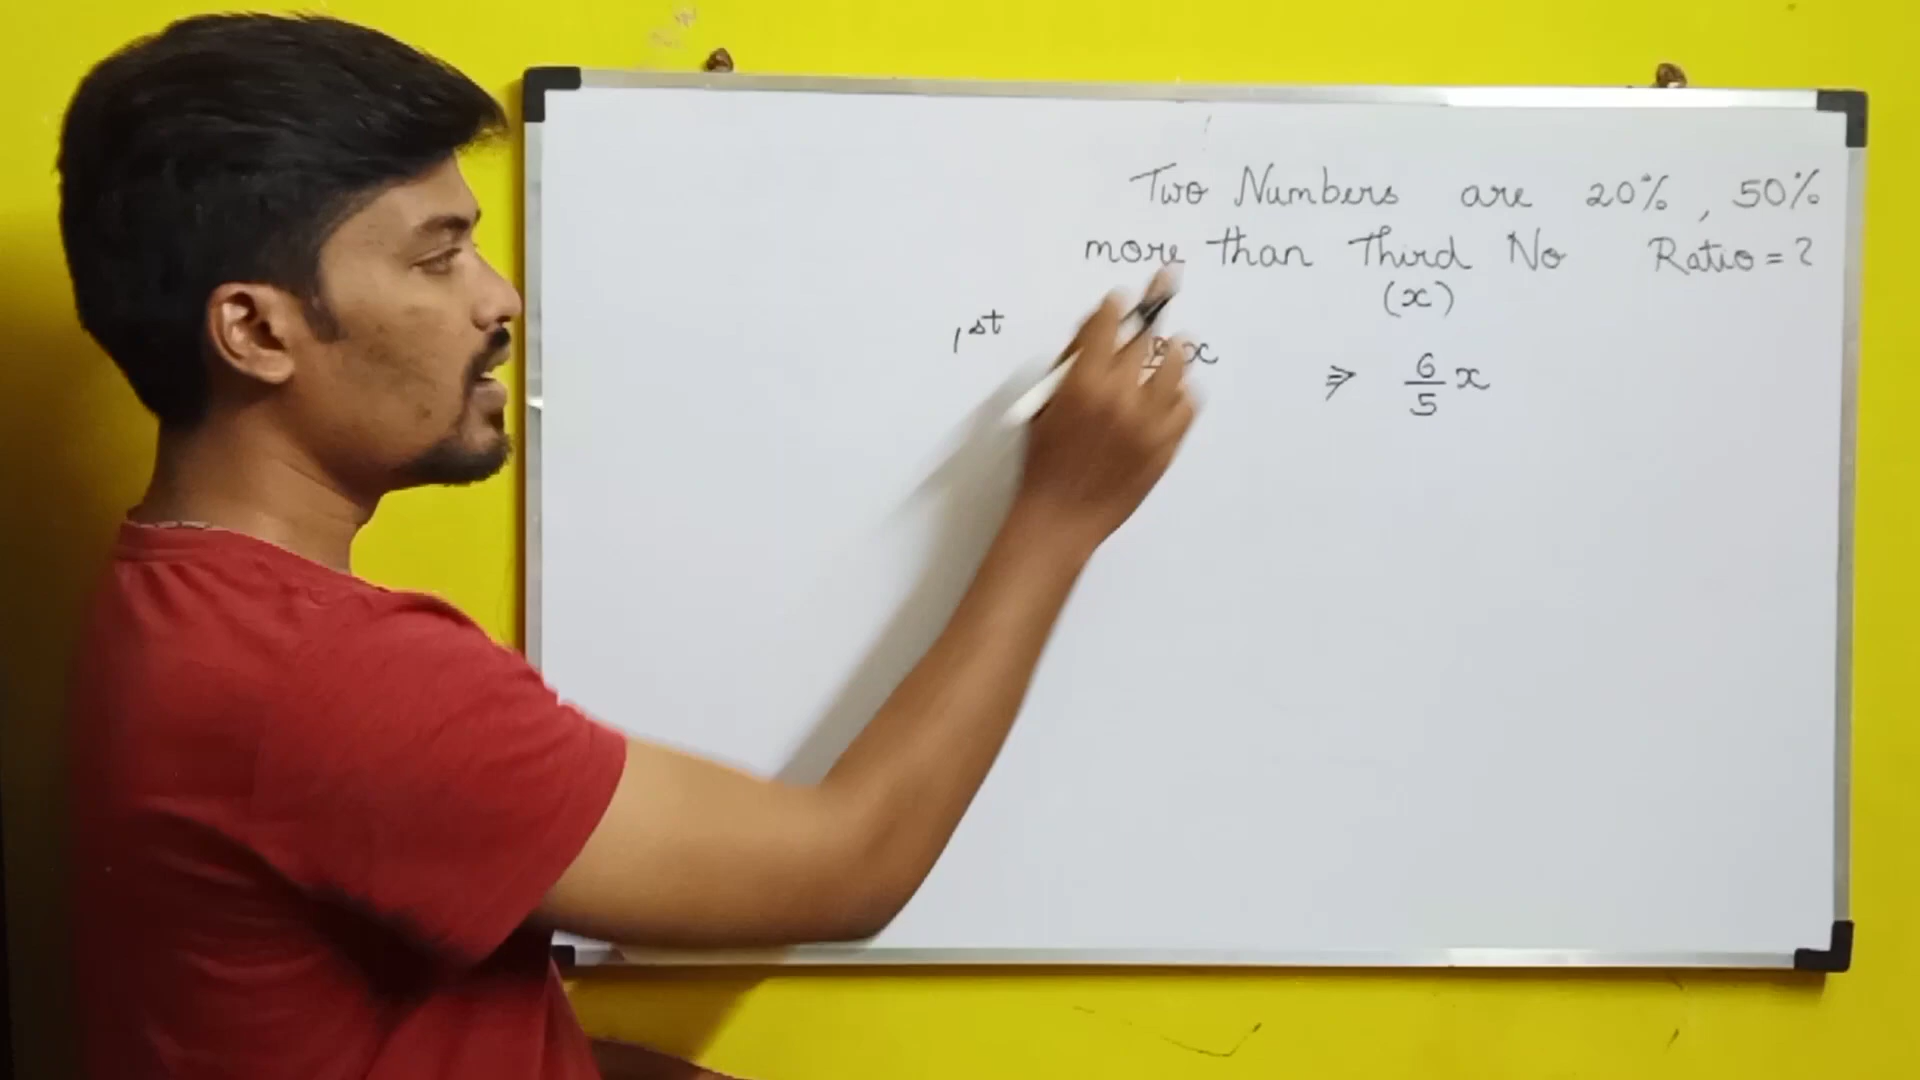 Two Numbers are 20%, 50%
more than Third No Ratio = ?
(x)
1st x ⇒ 6/5 x